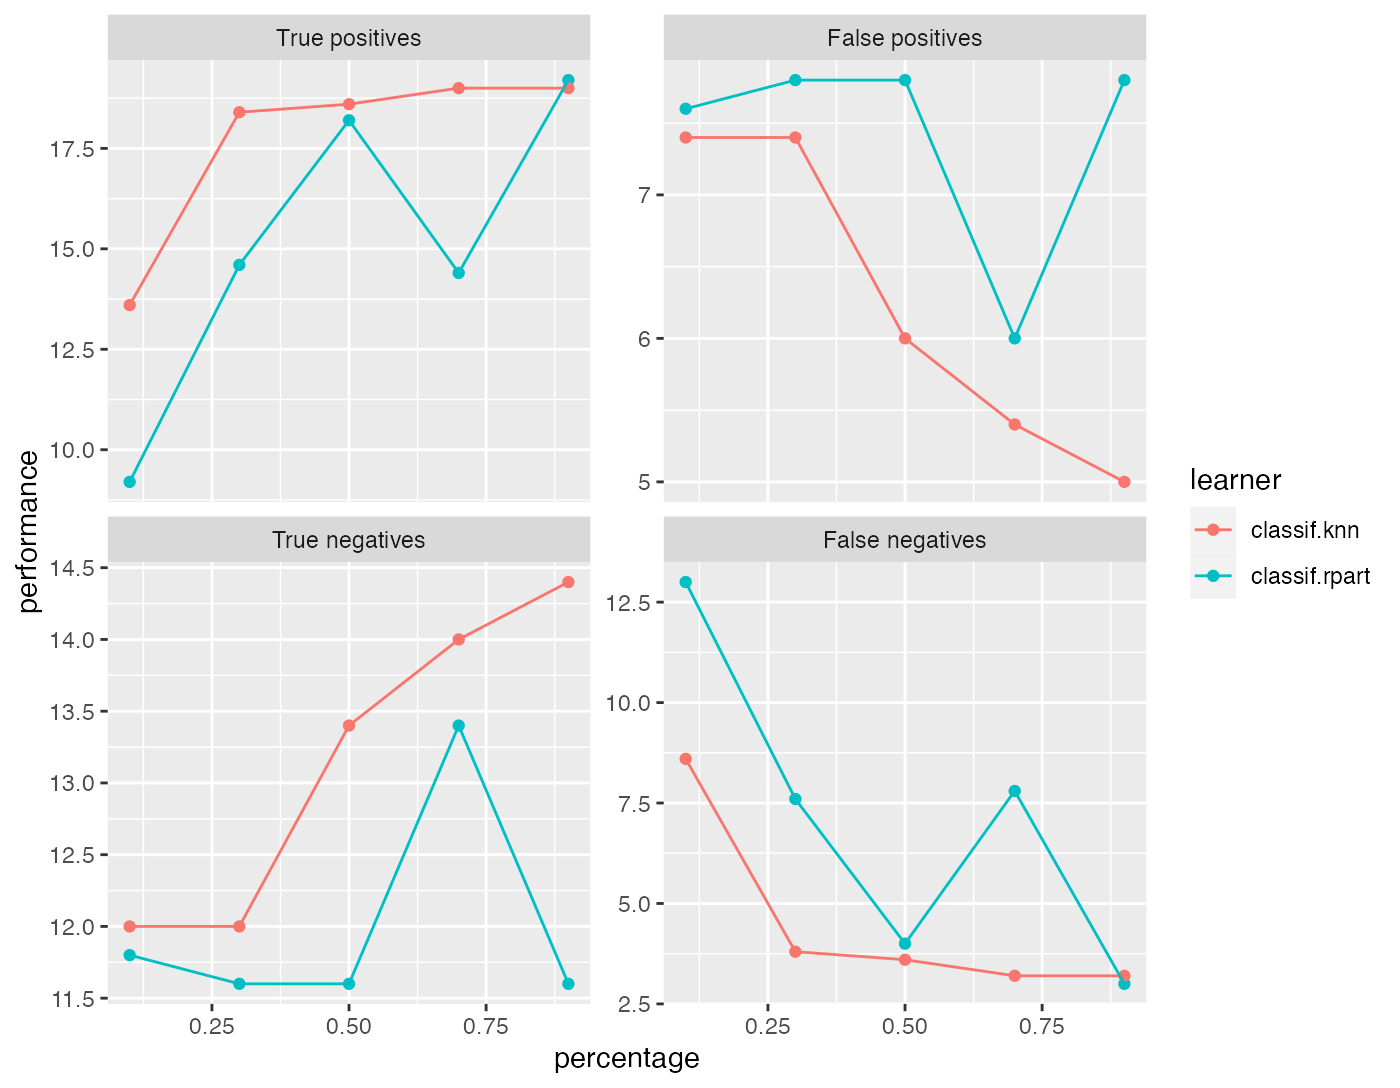 True positives
False positives
17.5
15.0
12.5
10.0
7
6
5
performance
True negatives
False negatives
14.5
14.0
13.5
13.0
12.5
12.0
11.5
12.5
10.0
7.5
5.0
2.5
0.25 0.50 0.75
0.25 0.50 0.75
percentage
learner
classif.knn
classif.rpart